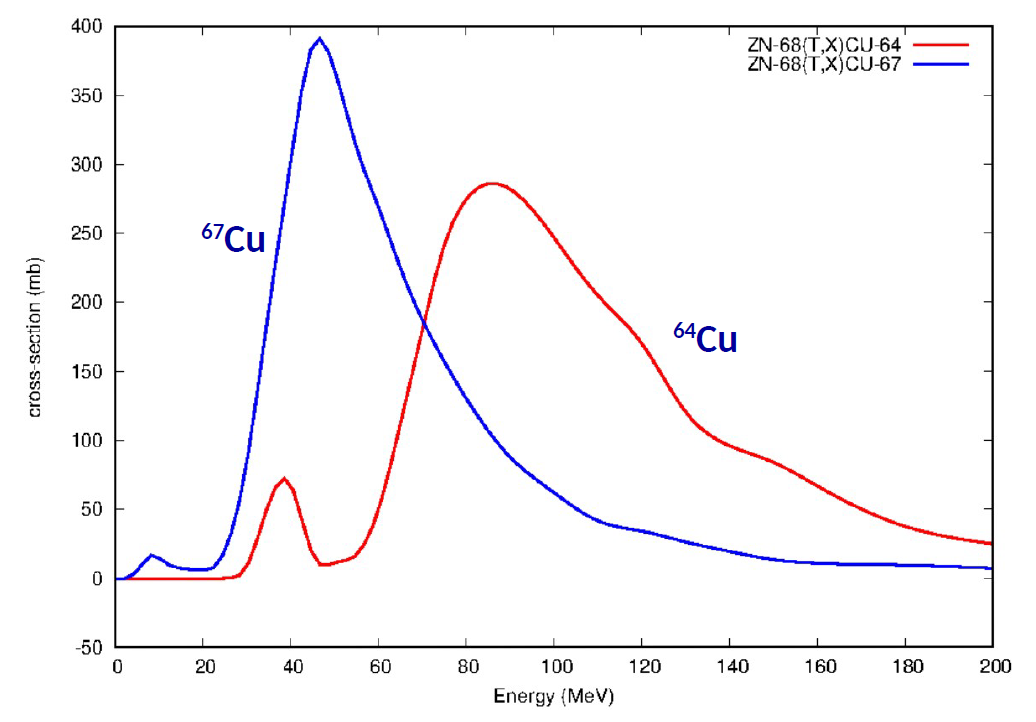 400
350
300
250
200
150
100
50
0
-50
0 20 40 60 80 100 120 140 160 180 200
cross-section (mb)
Energy (MeV)
ZN-68(T,X)CU-64
ZN-68(T,X)CU-67
⁶⁷Cu
⁶⁴Cu